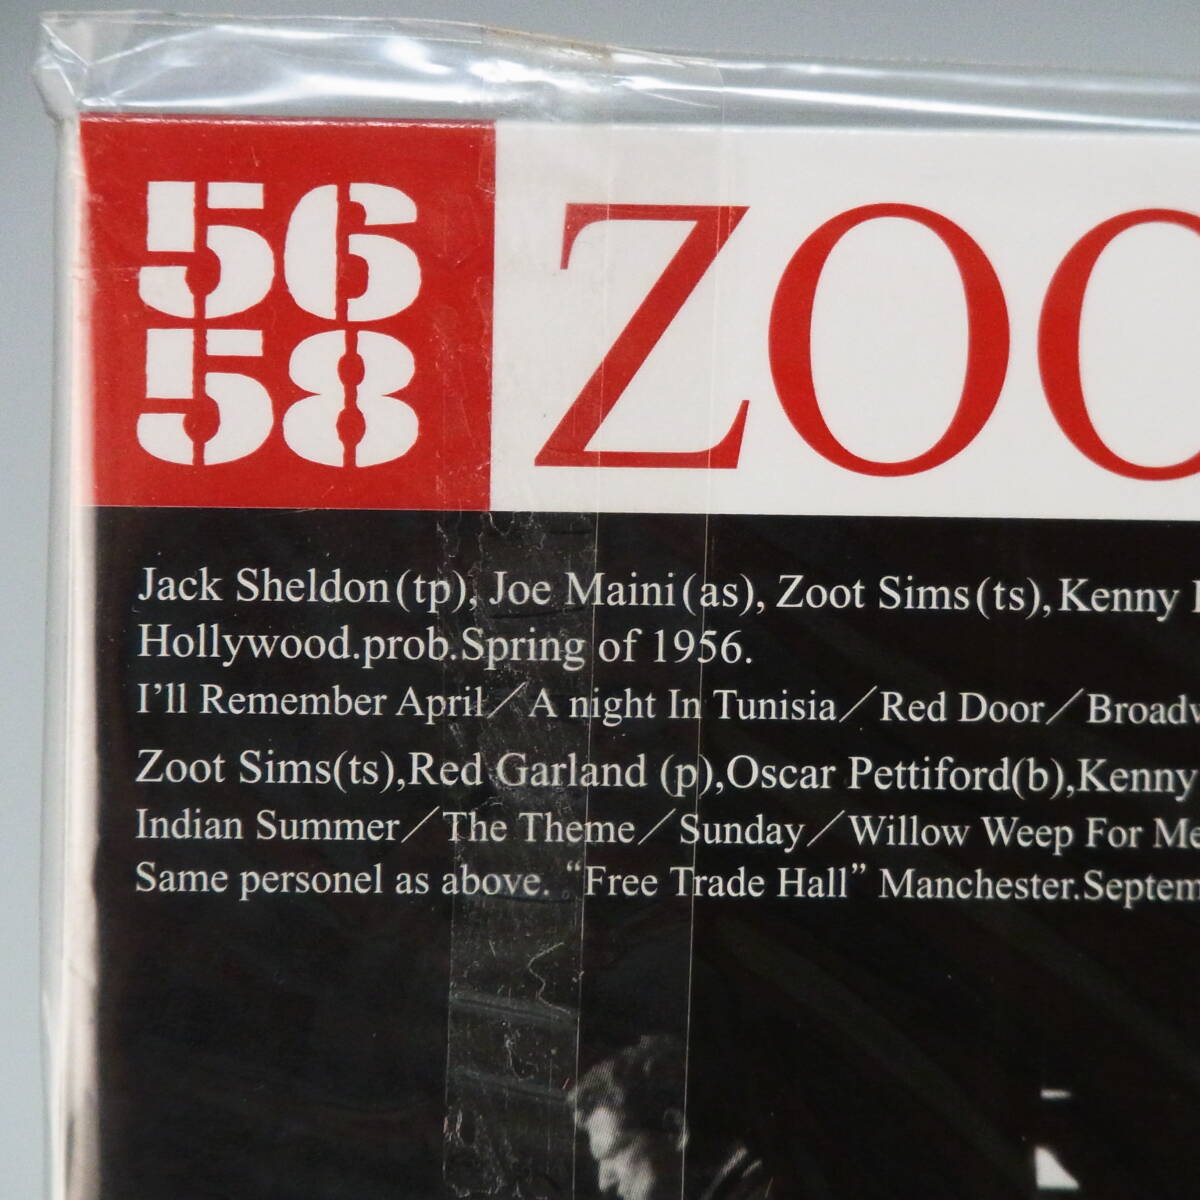 56
58
ZOO
Jack Sheldon(tp), Joe Maini(as), Zoot Sims(ts), Kenny
Hollywood.prob.Spring of 1956.
I'll Remember April／A night In Tunisia／Red Door／Broadw
Zoot Sims(ts),Red Garland (p),Oscar Pettiford(b),Kenny
Indian Summer／The Theme／Sunday／Willow Weep For Me
Same personel as above. “Free Trade Hall” Manchester.Septem